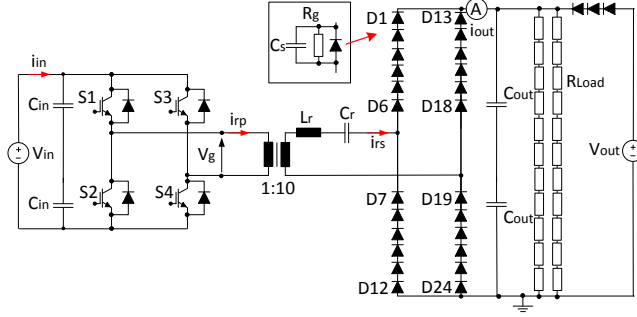 iin
Cin
Cin
Vin
+
−
S1
S3
S2
S4
irp
Vg
1:10
Lr
Cr
irs
Rg
Cs
D1
D13
D6
D18
D7
D19
D12
D24
A
iout
Cout
Cout
RLoad
Vout
+
−